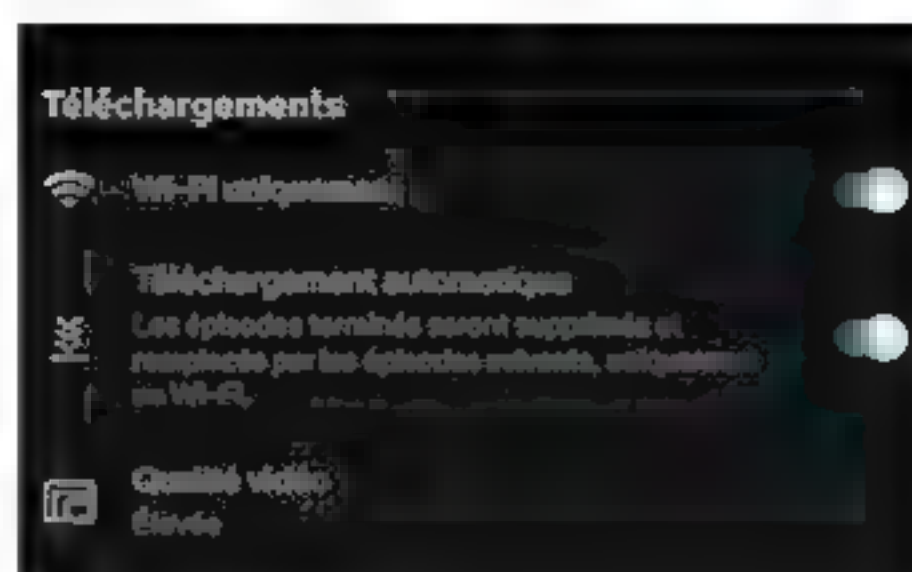 Téléchargements
Wi-Fi uniquement
Téléchargement automatique
Les épisodes terminés seront supprimés et
remplacés par les épisodes suivants,
en Wi-Fi.
Qualité vidéo
Élevée